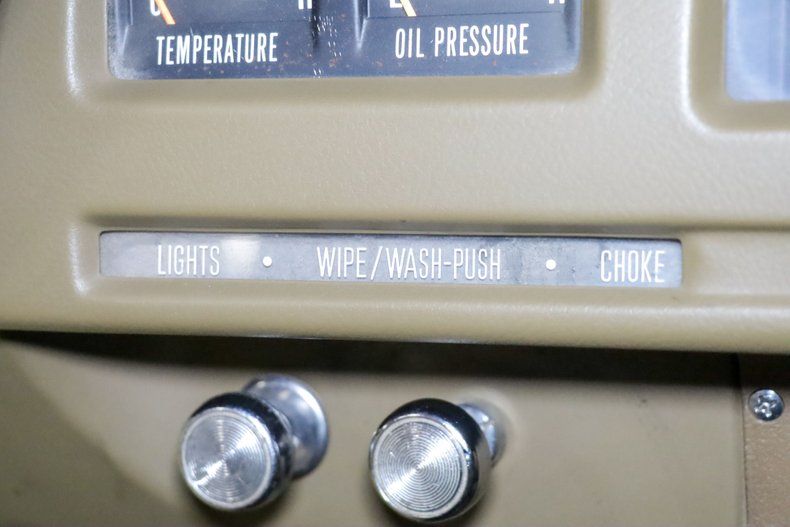 TEMPERATURE
OIL PRESSURE
LIGHTS • WIPE/WASH-PUSH • CHOKE